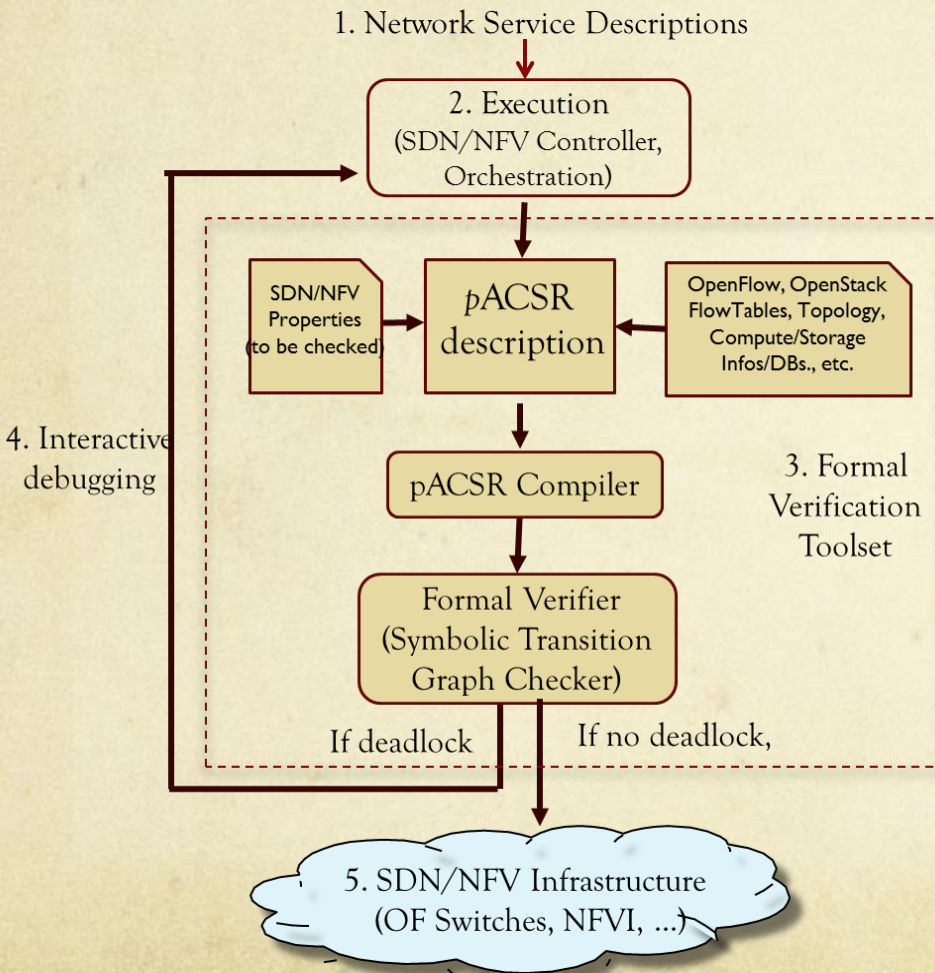 1. Network Service Descriptions
2. Execution
(SDN/NFV Controller,
Orchestration)
SDN/NFV
Properties
(to be checked)
pACSR
description
OpenFlow, OpenStack
FlowTables, Topology,
Compute/Storage
Infos/DBs., etc.
4. Interactive
debugging
pACSR Compiler
3. Formal
Verification
Toolset
Formal Verifier
(Symbolic Transition
Graph Checker)
If deadlock
If no deadlock,
5. SDN/NFV Infrastructure
(OF Switches, NFVI, ...)